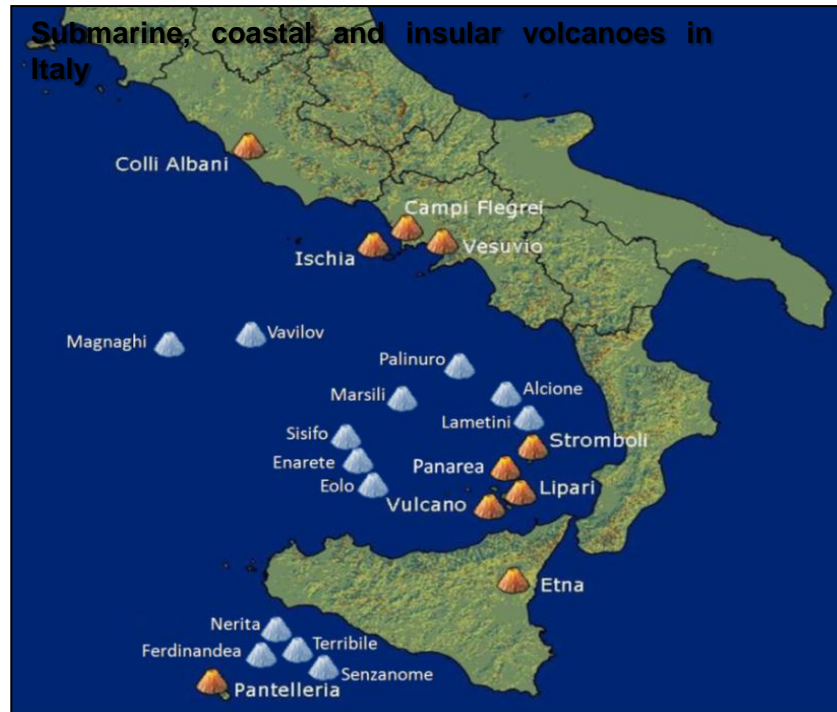 Submarine, coastal and insular volcanoes in
Italy
Colli Albani
Campi Flegrei
Vesuvio
Ischia
Magnaghi
Vavilov
Palinuro
Marsili
Alcione
Lametini
Sisifo
Stromboli
Enarete
Panarea
Eolo
Lipari
Vulcano
Etna
Nerita
Terribile
Ferdinandea
Senzanome
Pantelleria